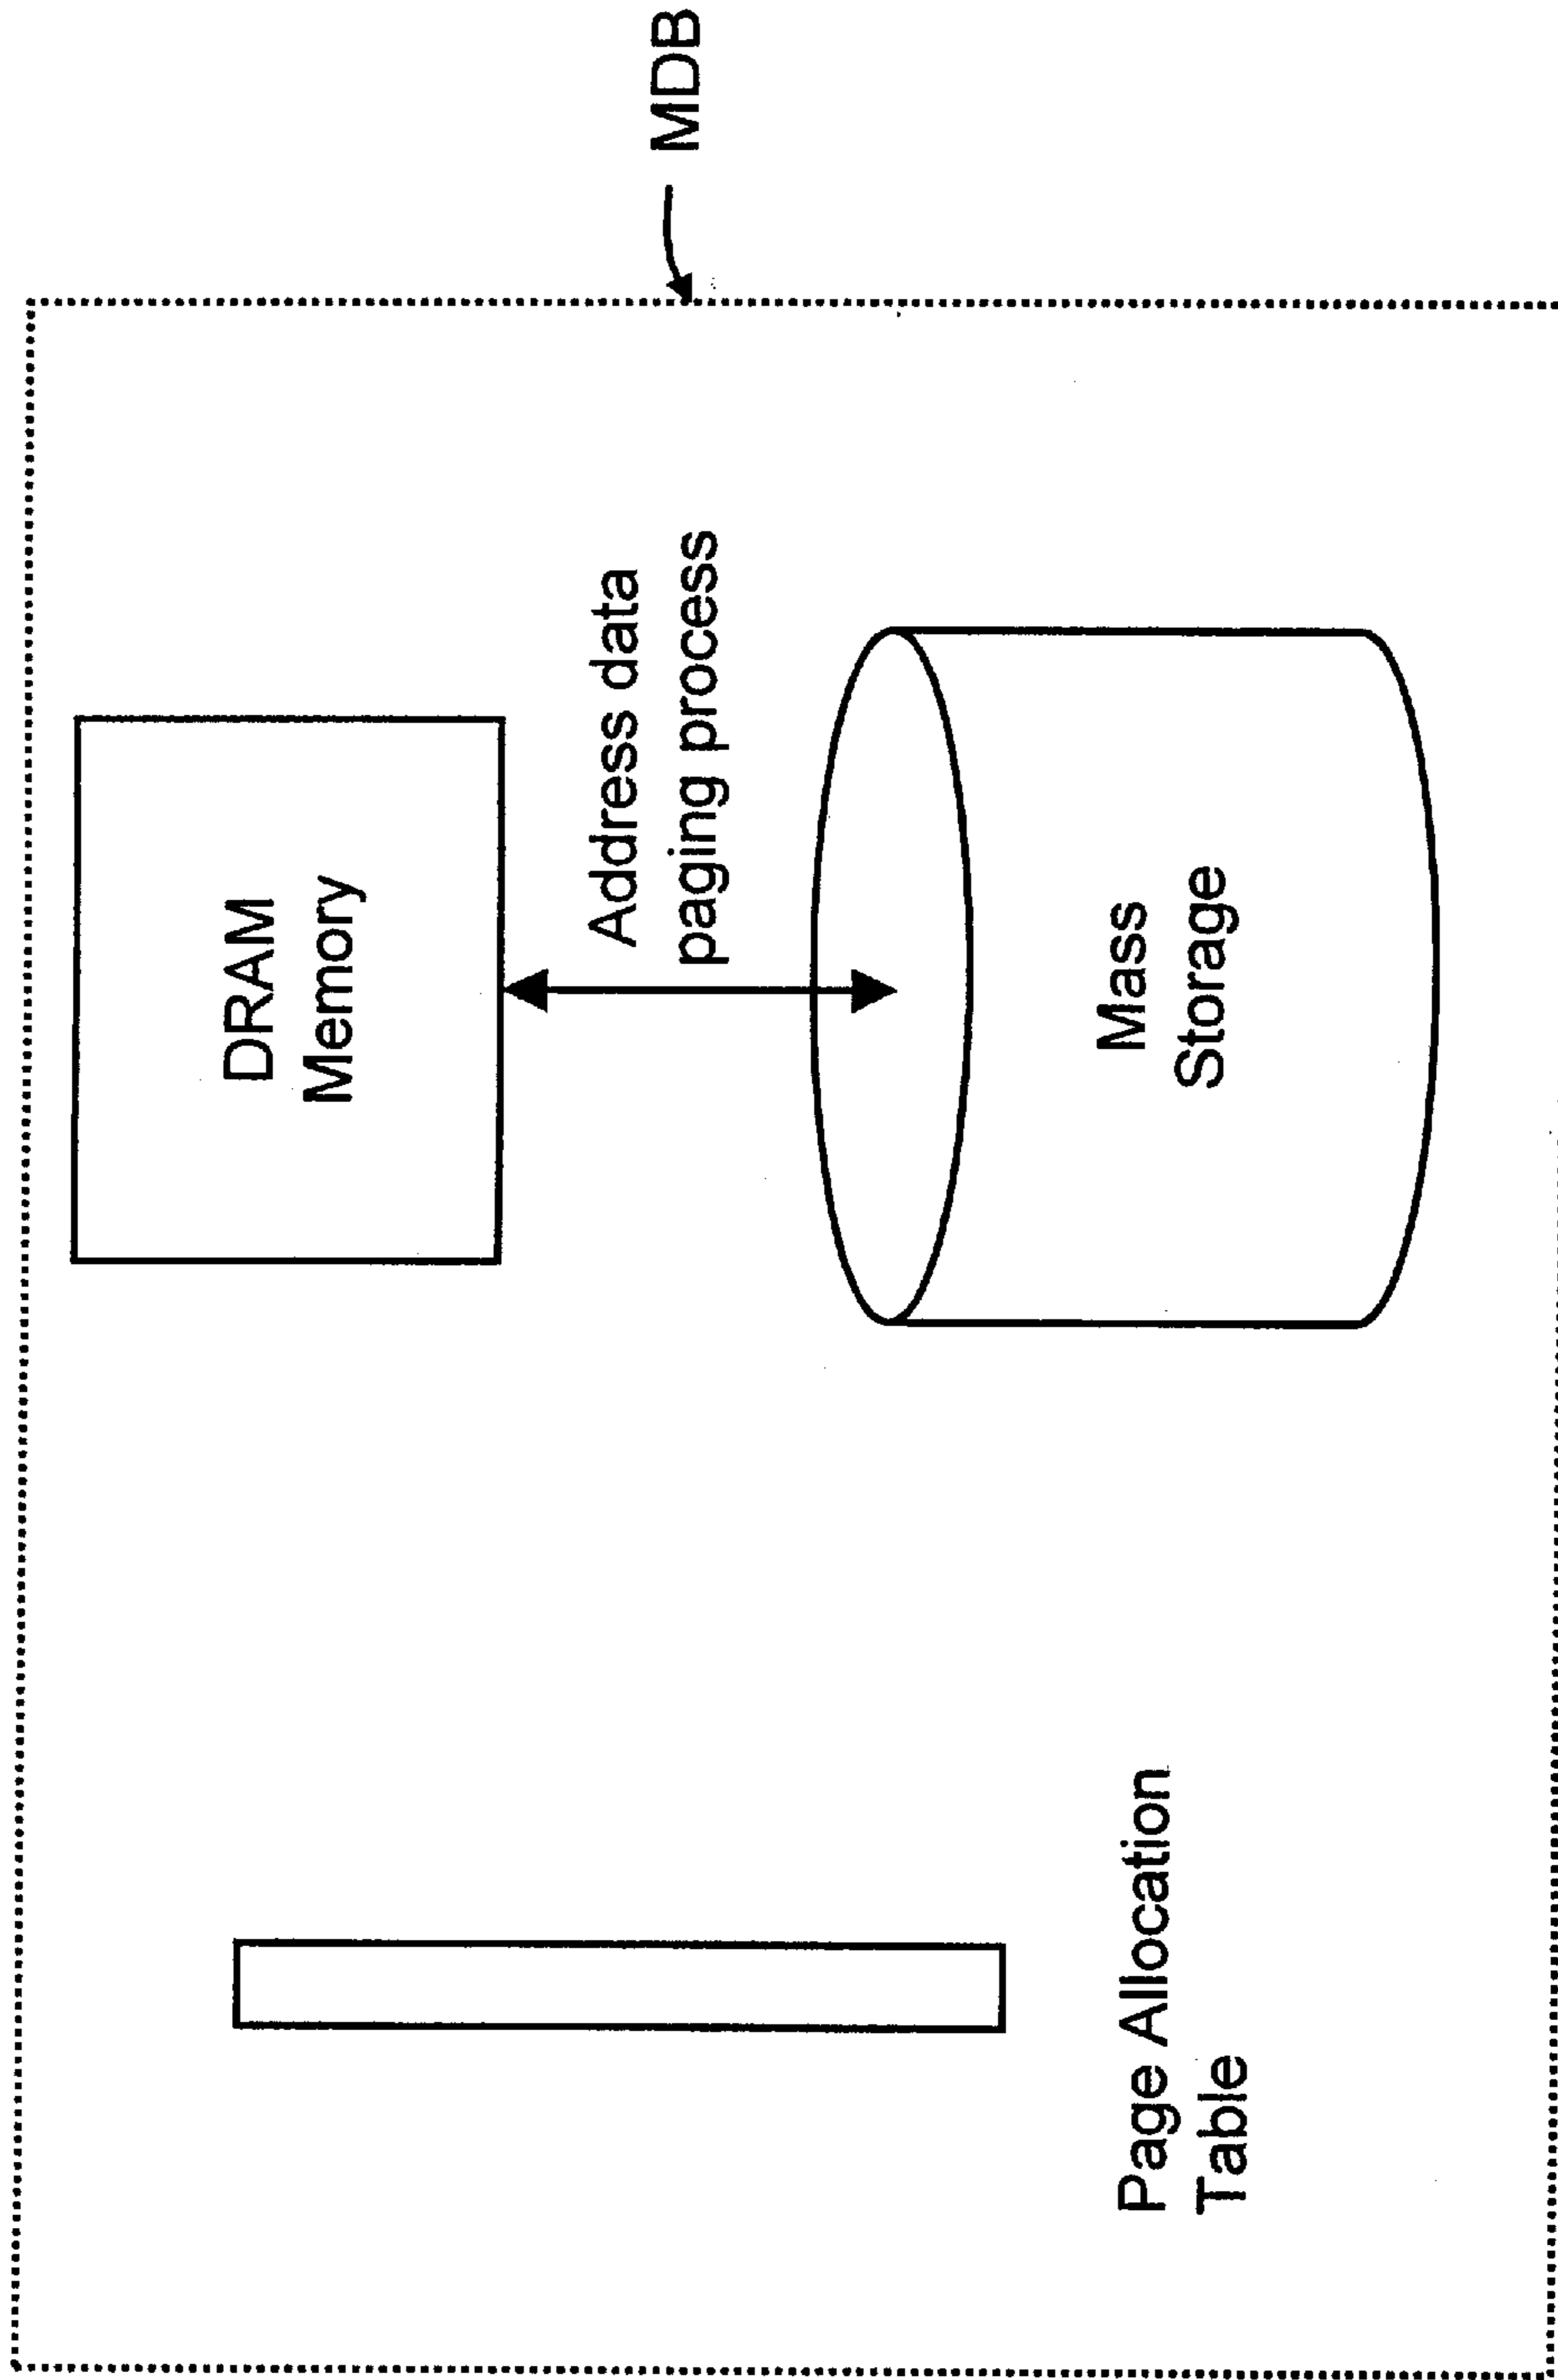 MDB
DRAM
Memory
Address data
paging process
Mass
Storage
Page Allocation
Table